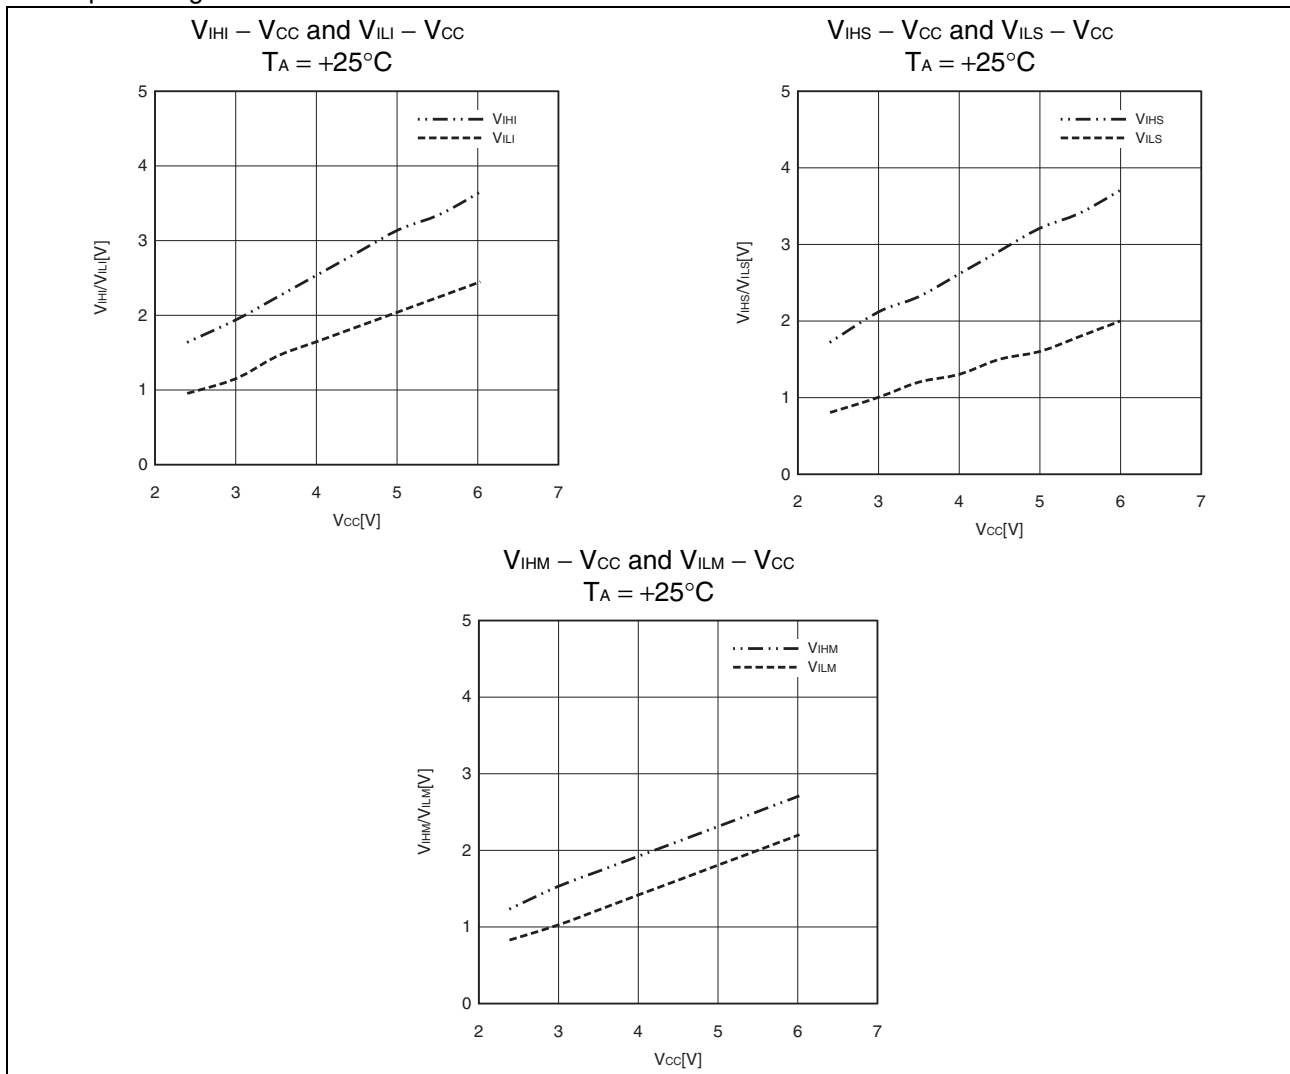 VIHI – VCC and VILI – VCC
TA = +25°C
5
4
3
2
1
0
VIHI/VILI[V]
VIHI
VILI
2 3 4 5 6 7
VCC[V]
VIHS – VCC and VILS – VCC
TA = +25°C
5
4
3
2
1
0
VIHS/VILS[V]
VIHS
VILS
2 3 4 5 6 7
VCC[V]
VIHM – VCC and VILM – VCC
TA = +25°C
5
4
3
2
1
0
VIHM/VILM[V]
VIHM
VILM
2 3 4 5 6 7
VCC[V]